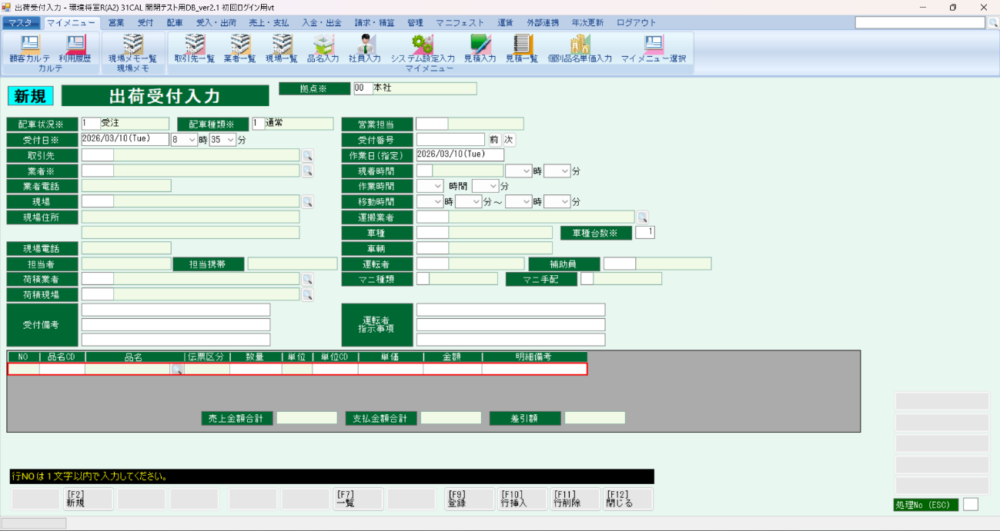 出荷受付入力 - 環境将軍R(A2) 31CAL 開閉テスト用DB_ver2.1 初回ログイン用vt
マスタ マイメニュー 営業 受付 配車 受入・出荷 売上・支払 入金・出金 請求・積算 管理 マニフェスト 運賃 外部連携 年次更新 ログアウト
顧客カルテ 利用履歴 現場メモ一覧 取引先一覧 業者一覧 現場一覧 品名入力 社員入力 システム設定入力 見積入力 見積一覧 個別品名単価入力 マイメニュー選択
カルテ 現場メモ マイメニュー
新規 出荷受付入力 拠点※ 00 本社
配車状況※ 1 受注 配車種類※ 1 通常 営業担当
受付日※ 2026/03/10(Tue) 8 時 35 分 受付番号 前 次
取引先 作業日(指定) 2026/03/10(Tue)
業者※ 現着時間 時 分
業者電話 作業時間 時間 分
現場 移動時間 時 分～ 時 分
現場住所 運搬業者
車種 車種台数※ 1
現場電話 車輌
担当者 担当携帯 運転者 補助員
荷積業者 マニ種類 マニ手配
荷積現場
受付備考 運転者
指示事項
NO 品名CD 品名 伝票区分 数量 単位 単位CD 単価 金額 明細備考
売上金額合計 支払金額合計 差引額
行NOは１文字以内で入力してください。
[F2] [F7] [F9] [F10] [F11] [F12]
新規 一覧 登録 行挿入 行削除 閉じる
処理No (ESC)